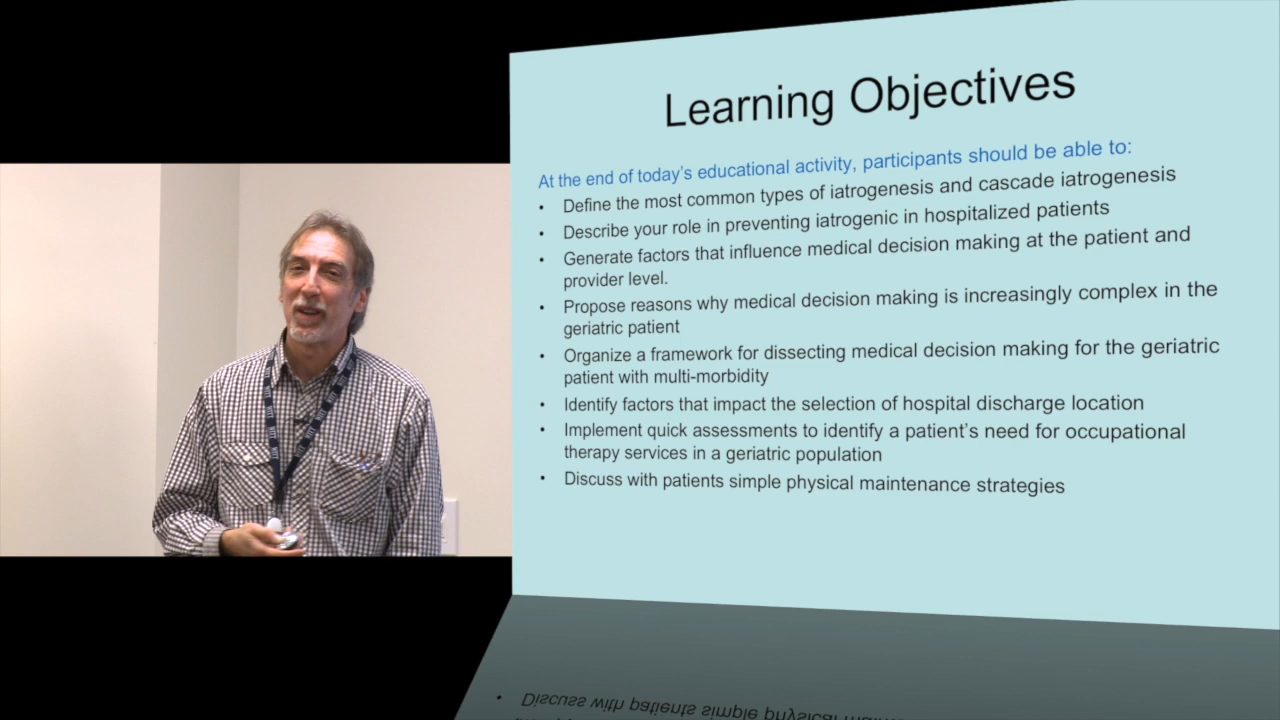 Learning Objectives
At the end of today's educational activity, participants should be able to:
• Define the most common types of iatrogenesis and cascade iatrogenesis
• Describe your role in preventing iatrogenic in hospitalized patients
• Generate factors that influence medical decision making at the patient and
provider level.
• Propose reasons why medical decision making is increasingly complex in the
geriatric patient
• Organize a framework for dissecting medical decision making for the geriatric
patient with multi-morbidity
• Identify factors that impact the selection of hospital discharge location
• Implement quick assessments to identify a patient's need for occupational
therapy services in a geriatric population
• Discuss with patients simple physical maintenance strategies
• Discuss with patients simple physical